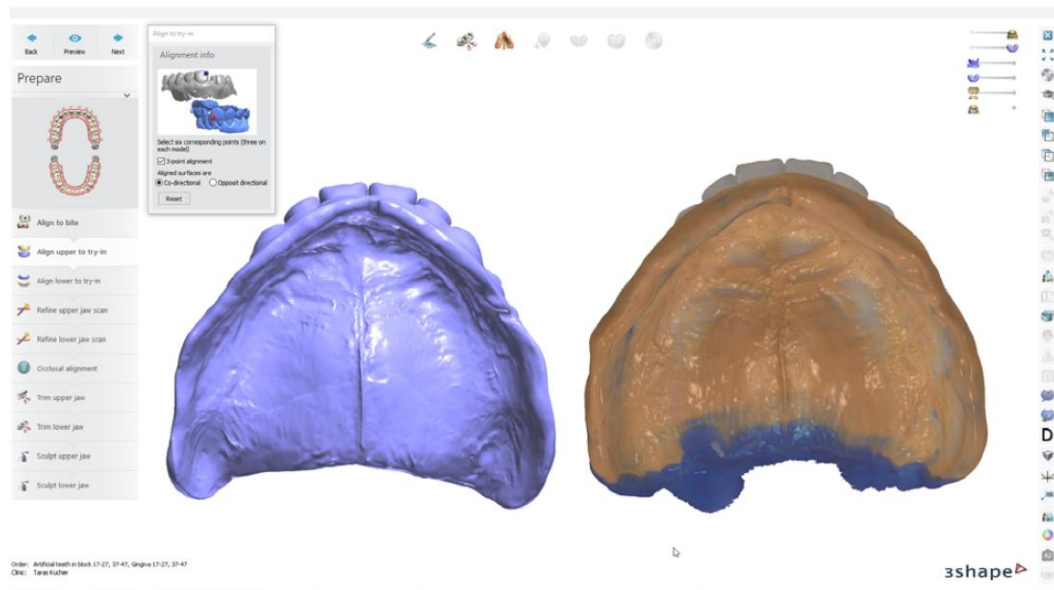 Back Preview Next
Prepare
Align to bite
Align upper to try-in
Align lower to try-in
Refine upper jaw scan
Refine lower jaw scan
Occlusal alignment
Trim upper jaw
Trim lower jaw
Sculpt upper jaw
Sculpt lower jaw
Align to try-in
Alignment info
Select six corresponding points (three on
each model)
3-point alignment
Aligned surfaces are
Co-directional Opposit directional
Reset
D
Order: Artificial teeth in block 17-27, 37-47, Gingiva 17-27, 37-47
Clinic: Taras Kucher
3shape